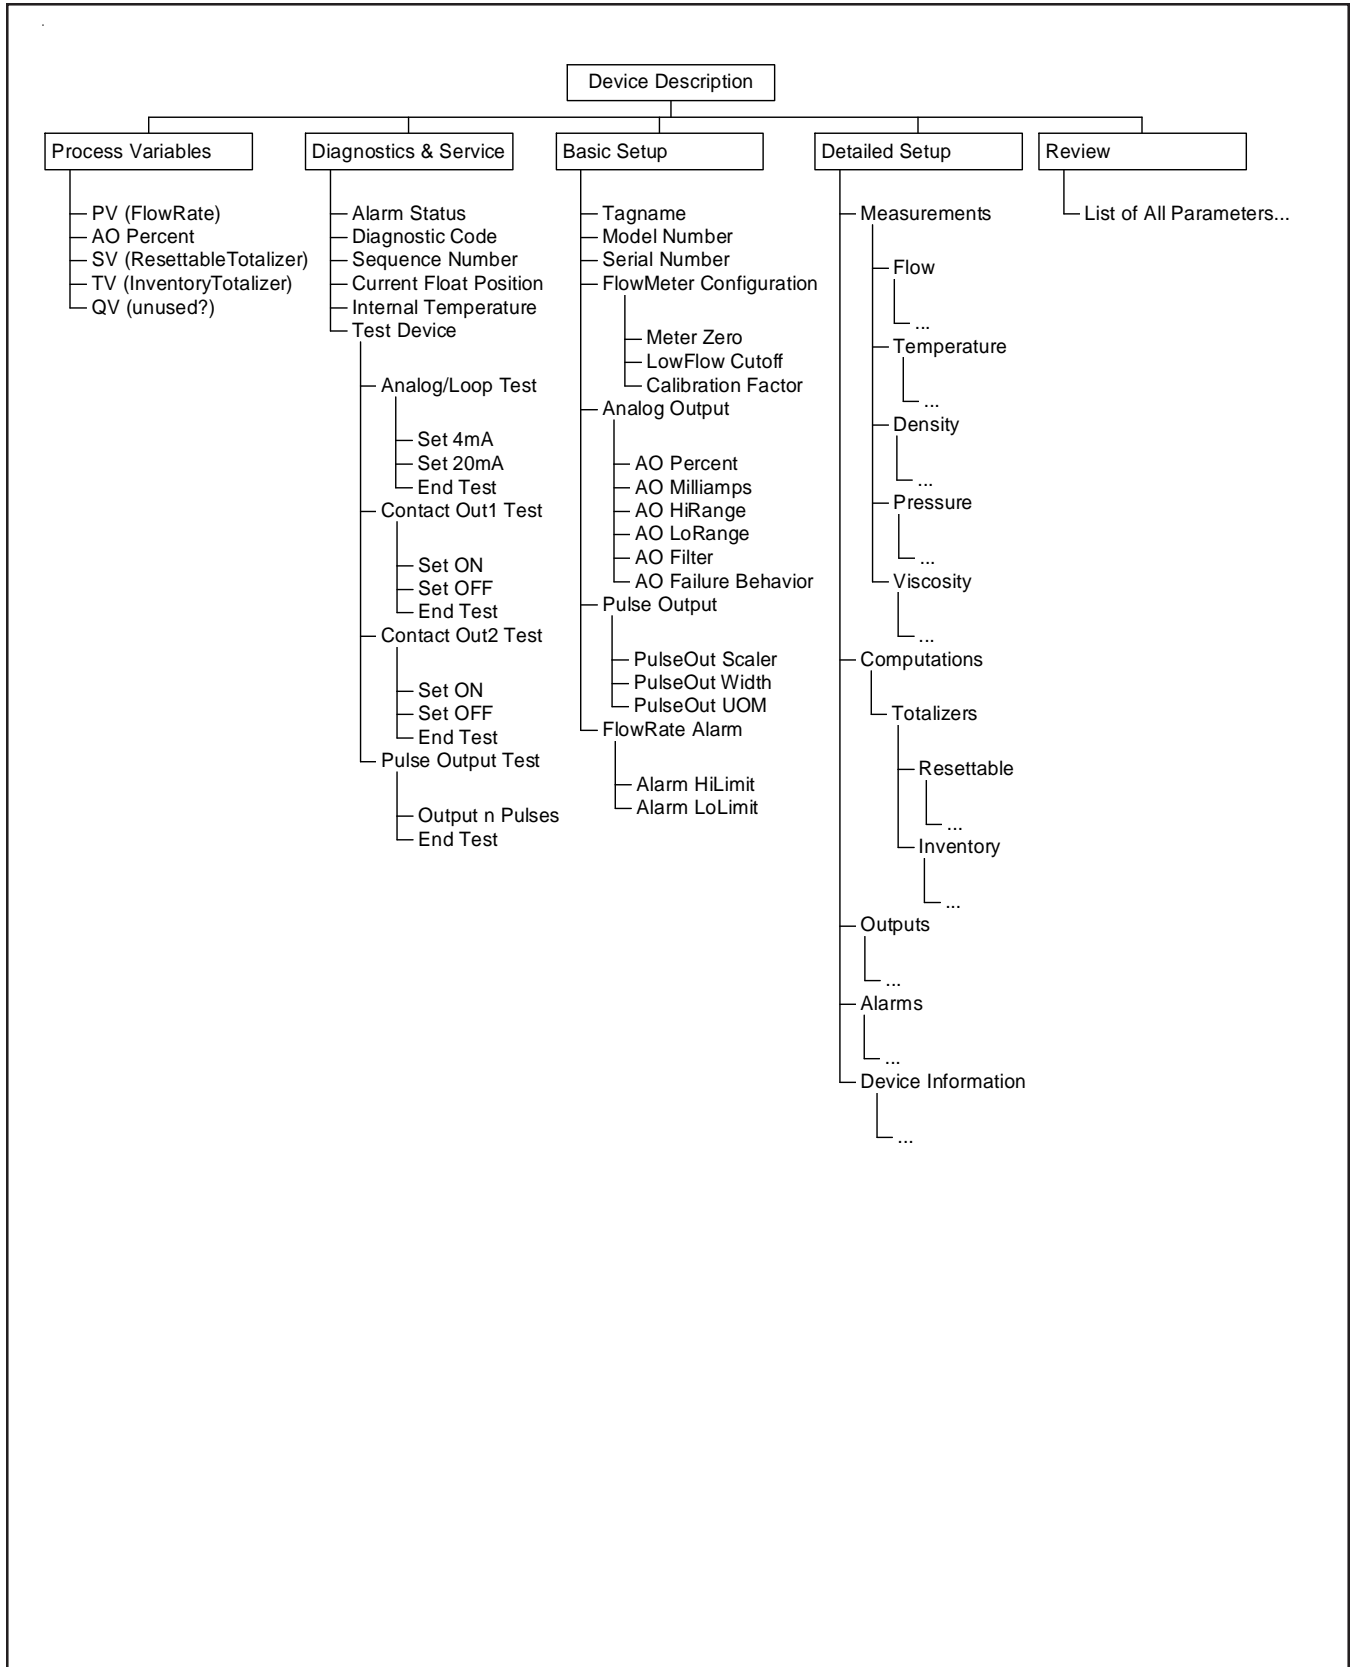 Device Description
Process Variables
PV (FlowRate)
AO Percent
SV (ResettableTotalizer)
TV (InventoryTotalizer)
QV (unused?)
Diagnostics & Service
Alarm Status
Diagnostic Code
Sequence Number
Current Float Position
Internal Temperature
Test Device
Analog/Loop Test
Set 4mA
Set 20mA
End Test
Contact Out1 Test
Set ON
Set OFF
End Test
Contact Out2 Test
Set ON
Set OFF
End Test
Pulse Output Test
Output n Pulses
End Test
Basic Setup
Tagname
Model Number
Serial Number
FlowMeter Configuration
Meter Zero
LowFlow Cutoff
Calibration Factor
Analog Output
AO Percent
AO Milliamps
AO HiRange
AO LoRange
AO Filter
AO Failure Behavior
Pulse Output
PulseOut Scaler
PulseOut Width
PulseOut UOM
FlowRate Alarm
Alarm HiLimit
Alarm LoLimit
Detailed Setup
Measurements
Flow
...
Temperature
...
Density
...
Pressure
...
Viscosity
...
Computations
Totalizers
Resettable
...
Inventory
...
Outputs
...
Alarms
...
Device Information
...
Review
List of All Parameters...